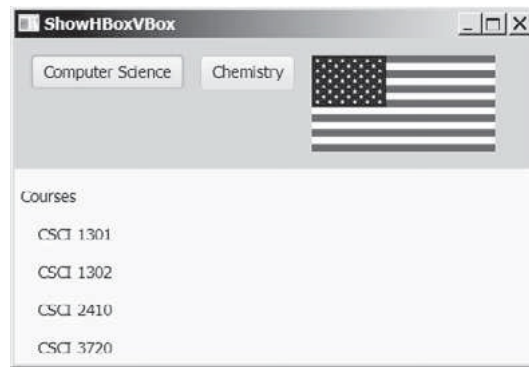 ShowHBoxVBox
Computer Science
Chemistry
Courses
CSCI 1301
CSCI 1302
CSCI 2410
CSCI 3720